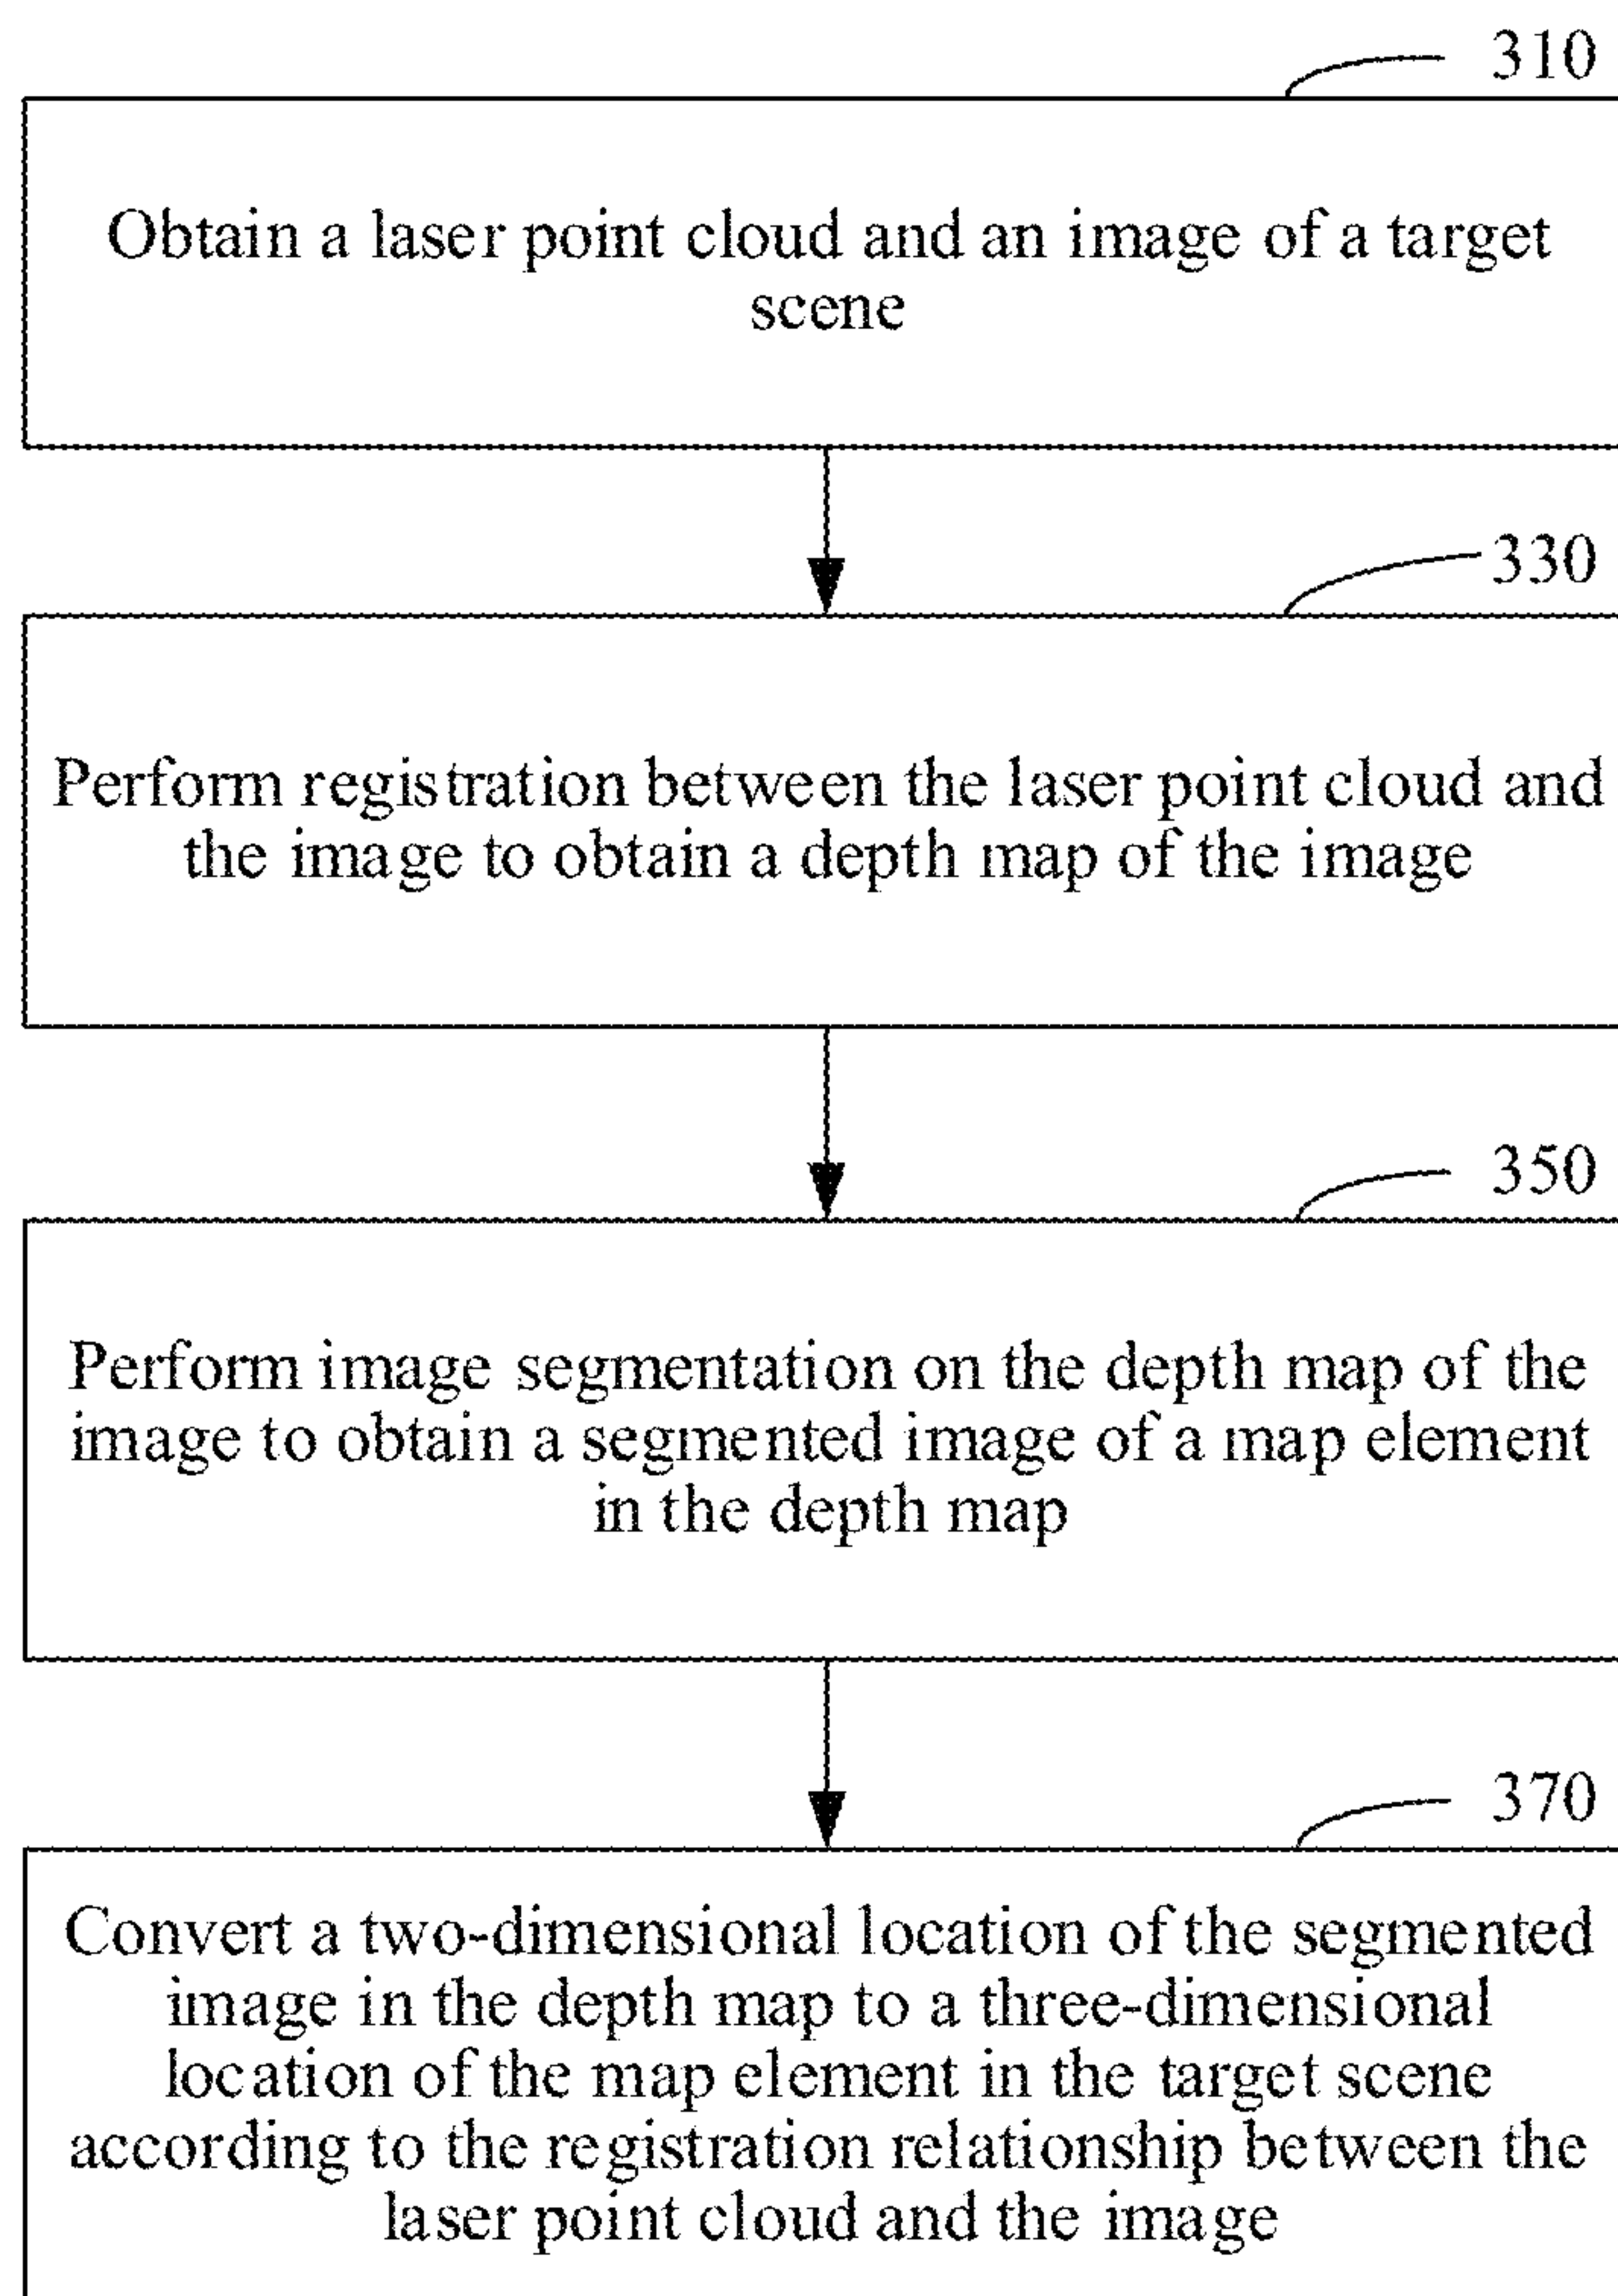 310
Obtain a laser point cloud and an image of a target
scene
330
Perform registration between the laser point cloud and
the image to obtain a depth map of the image
350
Perform image segmentation on the depth map of the
image to obtain a segmented image of a map element
in the depth map
370
Convert a two-dimensional location of the segmented
image in the depth map to a three-dimensional
location of the map element in the target scene
according to the registration relationship between the
laser point cloud and the image